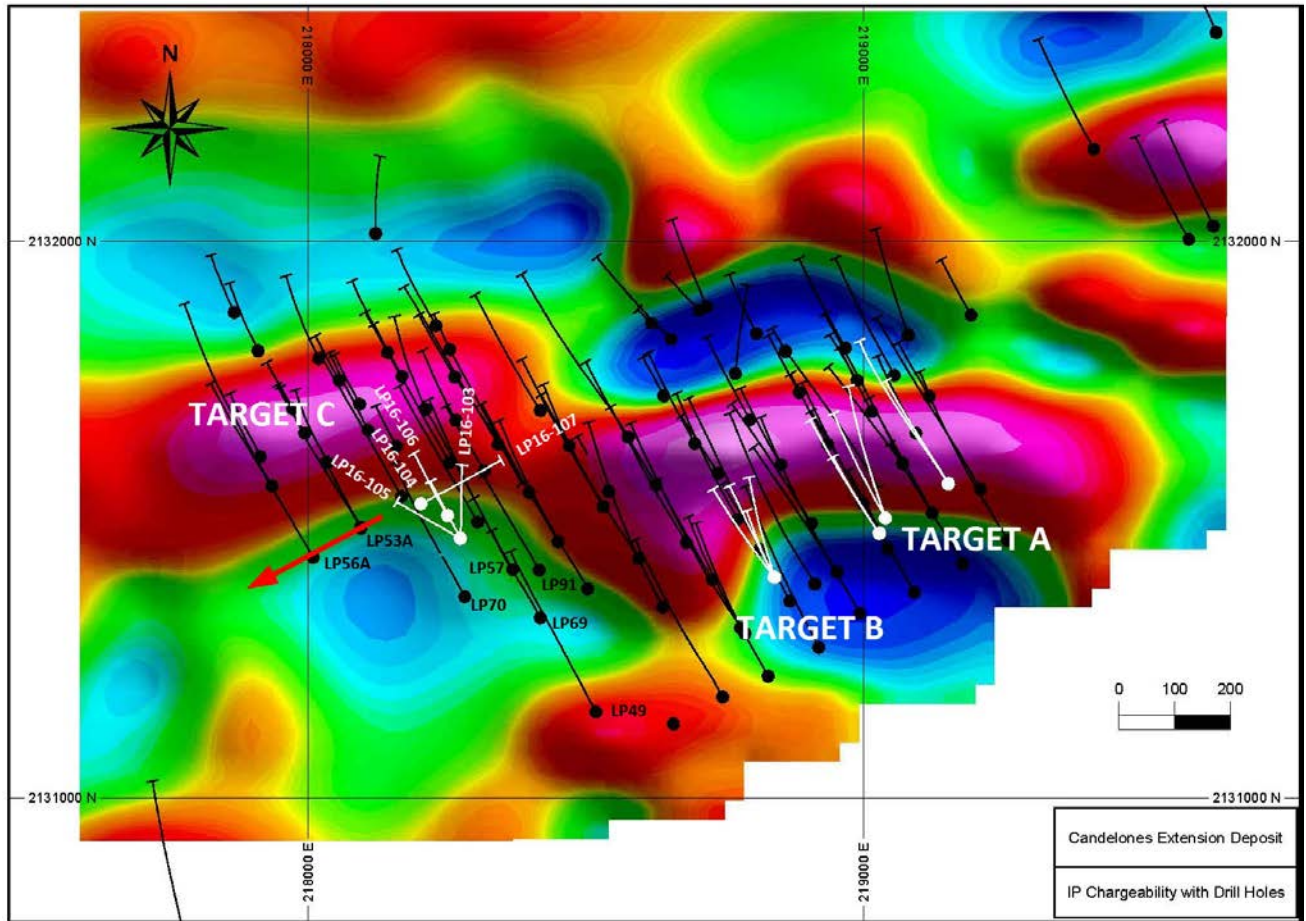 N
218000 E
219000 E
2132000 N
2132000 N
TARGET C
LP16-106
LP16-103
LP16-107
LP16-104
LP16-105
LP53A
LP56A
LP57
LP91
LP70
LP69
LP49
TARGET A
TARGET B
0 100 200
2131000 N
2131000 N
218000 E
219000 E
Candelones Extension Deposit
IP Chargeability with Drill Holes